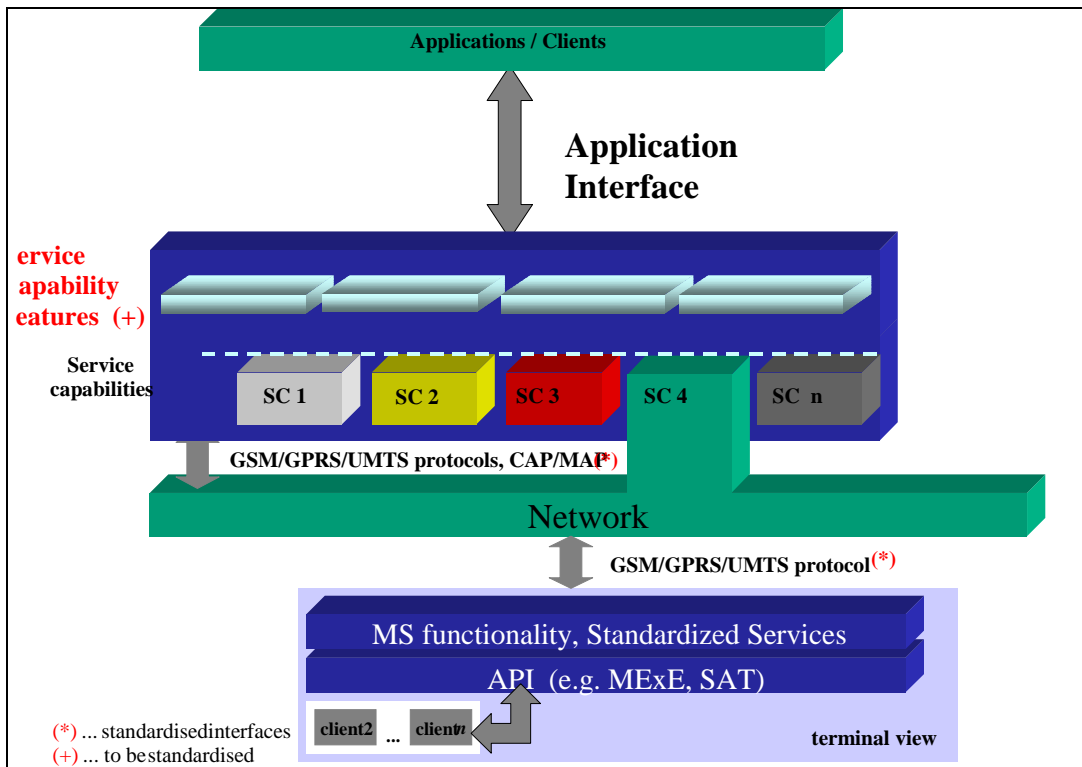 Applications / Clients
Application
Interface
ervice
apability
eatures (+)
Service
capabilities
SC 1
SC 2
SC 3
SC 4
SC n
GSM/GPRS/UMTS protocols, CAP/MAP(*)
Network
GSM/GPRS/UMTS protocol(*)
MS functionality, Standardized Services
API (e.g. MExE, SAT)
client2 ... clientn
terminal view
(*) ... standardisedinterfaces
(+) ... to bestandardised